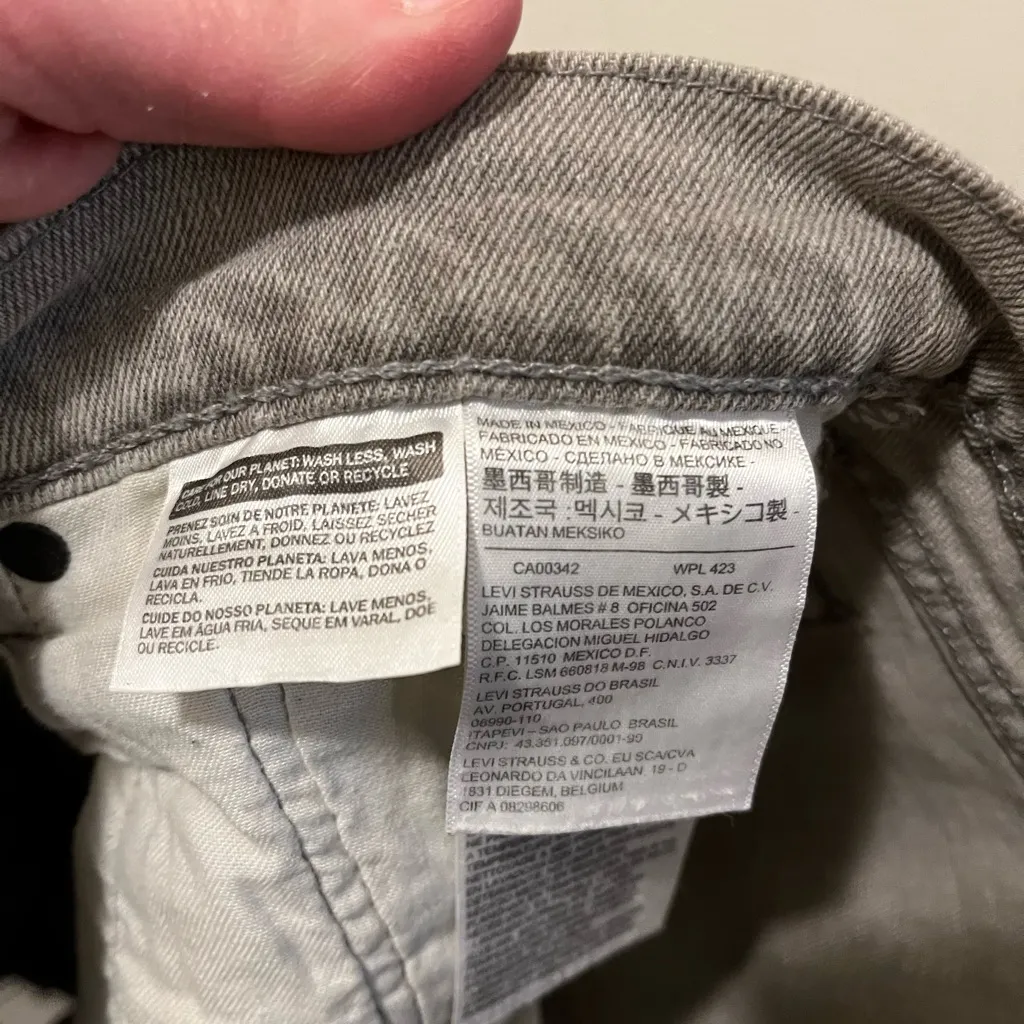 CARE FOR OUR PLANET: WASH LESS, WASH
COLD, LINE DRY, DONATE OR RECYCLE
PRENEZ SOIN DE NOTRE PLANÈTE: LAVEZ
MOINS, LAVEZ À FROID, LAISSEZ SÉCHER
NATURELLEMENT, DONNEZ OU RECYCLEZ
CUIDA NUESTRO PLANETA: LAVA MENOS,
LAVA EN FRIO, TIENDE LA ROPA, DONA O
RECICLA.
CUIDE DO NOSSO PLANETA: LAVE MENOS,
LAVE EM ÁGUA FRIA, SEQUE EM VARAL, DOE
OU RECICLE.
MADE IN MEXICO - FABRIQUE AU MEXIQUE
FABRICADO EN MEXICO - FABRICADO NO
MÉXICO - СДЕЛАНО В МЕКСИКЕ -
墨西哥制造 - 墨西哥製 -
제조국 :멕시코 - メキシコ製 -
BUATAN MEKSIKO
CA00342 WPL 423
LEVI STRAUSS DE MEXICO, S.A. DE C.V.
JAIME BALMES # 8 OFICINA 502
COL. LOS MORALES POLANCO
DELEGACION MIGUEL HIDALGO
C.P. 11510 MEXICO D.F.
R.F.C. LSM 660818 M-98 C.N.I.V. 3337
LEVI STRAUSS DO BRASIL
AV. PORTUGAL, 400
06990-110
ITAPEVI – SAO PAULO BRASIL
CNPJ: 43.351.097/0001-90
LEVI STRAUSS & CO. EU SCA/CVA
LEONARDO DA VINCILAAN 19 - D
1831 DIEGEM, BELGIUM
CIF A 08298606